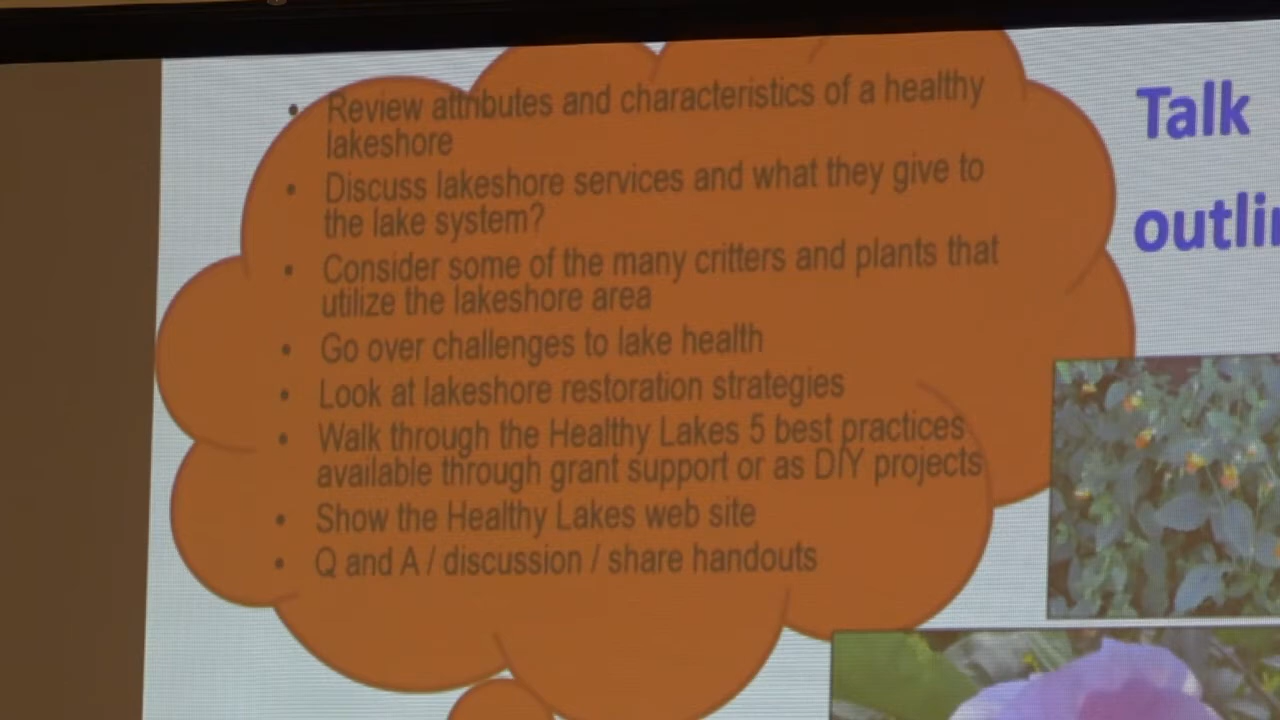 • Review attributes and characteristics of a healthy
lakeshore
• Discuss lakeshore services and what they give to
the lake system?
• Consider some of the many critters and plants that
utilize the lakeshore area
• Go over challenges to lake health
• Look at lakeshore restoration strategies
• Walk through the Healthy Lakes 5 best practices
available through grant support or as DIY projects
• Show the Healthy Lakes web site
• Q and A / discussion / share handouts
Talk